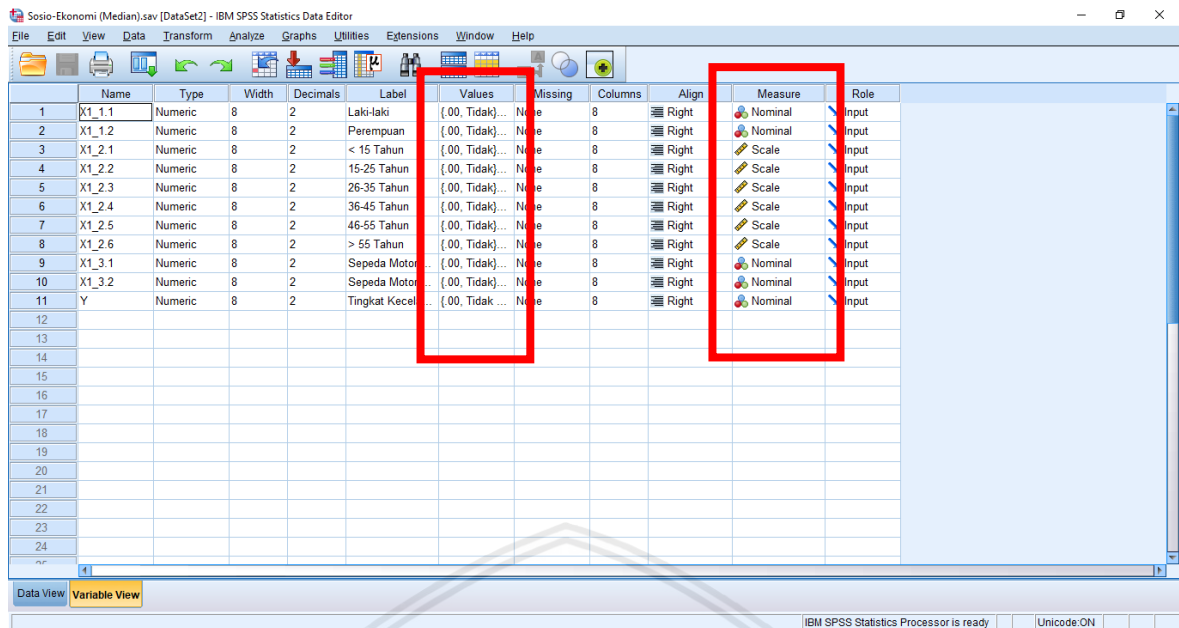 Sosio-Ekonomi (Median).sav [DataSet2] - IBM SPSS Statistics Data Editor
File Edit View Data Transform Analyze Graphs Utilities Extensions Window Help
Name Type Width Decimals Label Values Missing Columns Align Measure Role
1 X1_1.1 Numeric 8 2 Laki-laki {.00, Tidak}... None 8 Right Nominal Input
2 X1_1.2 Numeric 8 2 Perempuan {.00, Tidak}... None 8 Right Nominal Input
3 X1_2.1 Numeric 8 2 < 15 Tahun {.00, Tidak}... None 8 Right Scale Input
4 X1_2.2 Numeric 8 2 15-25 Tahun {.00, Tidak}... None 8 Right Scale Input
5 X1_2.3 Numeric 8 2 26-35 Tahun {.00, Tidak}... None 8 Right Scale Input
6 X1_2.4 Numeric 8 2 36-45 Tahun {.00, Tidak}... None 8 Right Scale Input
7 X1_2.5 Numeric 8 2 46-55 Tahun {.00, Tidak}... None 8 Right Scale Input
8 X1_2.6 Numeric 8 2 > 55 Tahun {.00, Tidak}... None 8 Right Scale Input
9 X1_3.1 Numeric 8 2 Sepeda Motor... {.00, Tidak}... None 8 Right Nominal Input
10 X1_3.2 Numeric 8 2 Sepeda Motor... {.00, Tidak}... None 8 Right Nominal Input
11 Y Numeric 8 2 Tingkat {.00, Tidak ... None 8 Right Nominal Input
12
13
14
15
16
17
18
19
20
21
22
23
24
Data View Variable View
IBM SPSS Statistics Processor is ready Unicode:ON